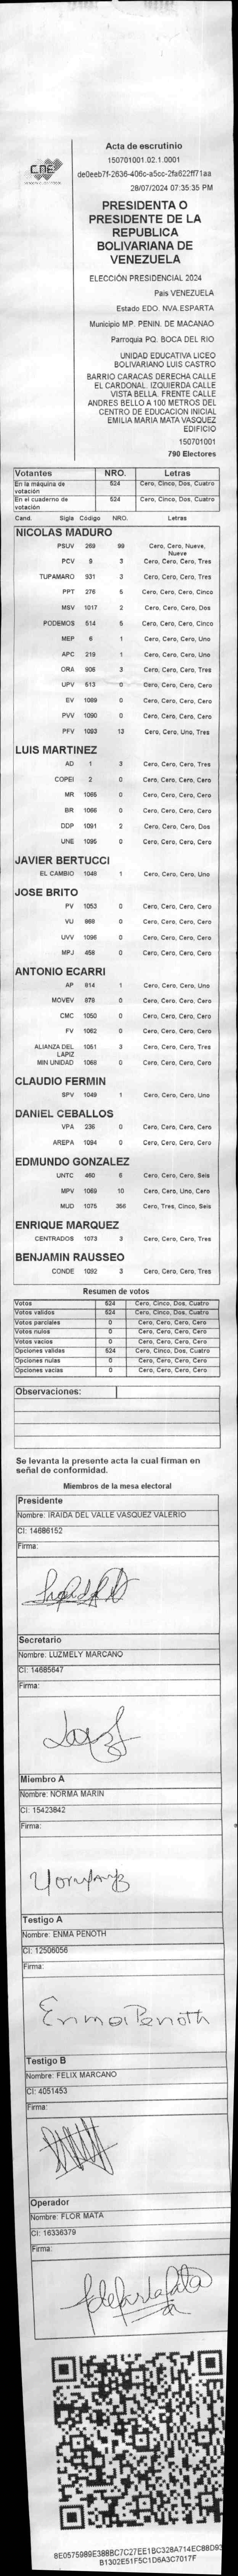 CNE
Acta de escrutinio
150701001.02.1.0001
de0eeb7f-2636-406c-a5cc-2fa622ff71aa
28/07/2024 07:35:35 PM
PRESIDENTA O
PRESIDENTE DE LA
REPUBLICA
BOLIVARIANA DE
VENEZUELA
ELECCIÓN PRESIDENCIAL 2024
País VENEZUELA
Estado EDO. NVA.ESPARTA
Municipio MP. PENIN. DE MACANAO
Parroquia PQ. BOCA DEL RIO
UNIDAD EDUCATIVA LICEO
BOLIVARIANO LUIS CASTRO
BARRIO CARACAS DERECHA CALLE
EL CARDONAL. IZQUIERDA CALLE
VISTA BELLA. FRENTE CALLE
ANDRES BELLO A 100 METROS DEL
CENTRO DE EDUCACION INICIAL
EMILIA MARIA MATA VASQUEZ
EDIFICIO
150701001
790 Electores
Votantes NRO. Letras
En la máquina de votación 524 Cero, Cinco, Dos, Cuatro
En el cuaderno de votación 524 Cero, Cinco, Dos, Cuatro
Cand. Sigla Código NRO. Letras
NICOLAS MADURO
PSUV 269 99 Cero, Cero, Nueve, Nueve
PCV 9 3 Cero, Cero, Cero, Tres
TUPAMARO 931 3 Cero, Cero, Cero, Tres
PPT 276 5 Cero, Cero, Cero, Cinco
MSV 1017 2 Cero, Cero, Cero, Dos
PODEMOS 514 5 Cero, Cero, Cero, Cinco
MEP 6 1 Cero, Cero, Cero, Uno
APC 219 1 Cero, Cero, Cero, Uno
ORA 906 3 Cero, Cero, Cero, Tres
UPV 513 0 Cero, Cero, Cero, Cero
EV 1089 0 Cero, Cero, Cero, Cero
PVV 1090 0 Cero, Cero, Cero, Cero
PFV 1093 13 Cero, Cero, Uno, Tres
LUIS MARTINEZ
AD 1 3 Cero, Cero, Cero, Tres
COPEI 2 0 Cero, Cero, Cero, Cero
MR 1065 0 Cero, Cero, Cero, Cero
BR 1066 0 Cero, Cero, Cero, Cero
DDP 1091 2 Cero, Cero, Cero, Dos
UNE 1095 0 Cero, Cero, Cero, Cero
JAVIER BERTUCCI
EL CAMBIO 1048 1 Cero, Cero, Cero, Uno
JOSE BRITO
PV 1053 0 Cero, Cero, Cero, Cero
VU 869 0 Cero, Cero, Cero, Cero
UVV 1096 0 Cero, Cero, Cero, Cero
MPJ 458 0 Cero, Cero, Cero, Cero
ANTONIO ECARRI
AP 814 1 Cero, Cero, Cero, Uno
MOVEV 878 0 Cero, Cero, Cero, Cero
CMC 1050 0 Cero, Cero, Cero, Cero
FV 1062 0 Cero, Cero, Cero, Cero
ALIANZA DEL LAPIZ 1051 3 Cero, Cero, Cero, Tres
MIN UNIDAD 1068 0 Cero, Cero, Cero, Cero
CLAUDIO FERMIN
SPV 1049 1 Cero, Cero, Cero, Uno
DANIEL CEBALLOS
VPA 236 0 Cero, Cero, Cero, Cero
AREPA 1094 0 Cero, Cero, Cero, Cero
EDMUNDO GONZALEZ
UNTC 460 6 Cero, Cero, Cero, Seis
MPV 1069 10 Cero, Cero, Uno, Cero
MUD 1075 356 Cero, Tres, Cinco, Seis
ENRIQUE MARQUEZ
CENTRADOS 1073 3 Cero, Cero, Cero, Tres
BENJAMIN RAUSSEO
CONDE 1092 3 Cero, Cero, Cero, Tres
Resumen de votos
Votos 524 Cero, Cinco, Dos, Cuatro
Votos validos 524 Cero, Cinco, Dos, Cuatro
Votos parciales 0 Cero, Cero, Cero, Cero
Votos nulos 0 Cero, Cero, Cero, Cero
Votos vacios 0 Cero, Cero, Cero, Cero
Opciones validas 524 Cero, Cinco, Dos, Cuatro
Opciones nulas 0 Cero, Cero, Cero, Cero
Opciones vacias 0 Cero, Cero, Cero, Cero
Observaciones:
Se levanta la presente acta la cual firman en
señal de conformidad.
Miembros de la mesa electoral
Presidente
Nombre: IRAIDA DEL VALLE VASQUEZ VALERIO
CI: 14686152
Firma:
Secretario
Nombre: LUZMELY MARCANO
CI: 14685647
Firma:
Miembro A
Nombre: NORMA MARIN
CI: 15423842
Firma:
Testigo A
Nombre: ENMA PENOTH
CI: 12506056
Firma:
Enma Penoth
Testigo B
Nombre: FELIX MARCANO
CI: 4051453
Firma:
Operador
Nombre: FLOR MATA
CI: 16336379
Firma:
8E0575989E388BC7C27EE1BC328A714EC88D93
B1302E51F5C1D6A3C7017F